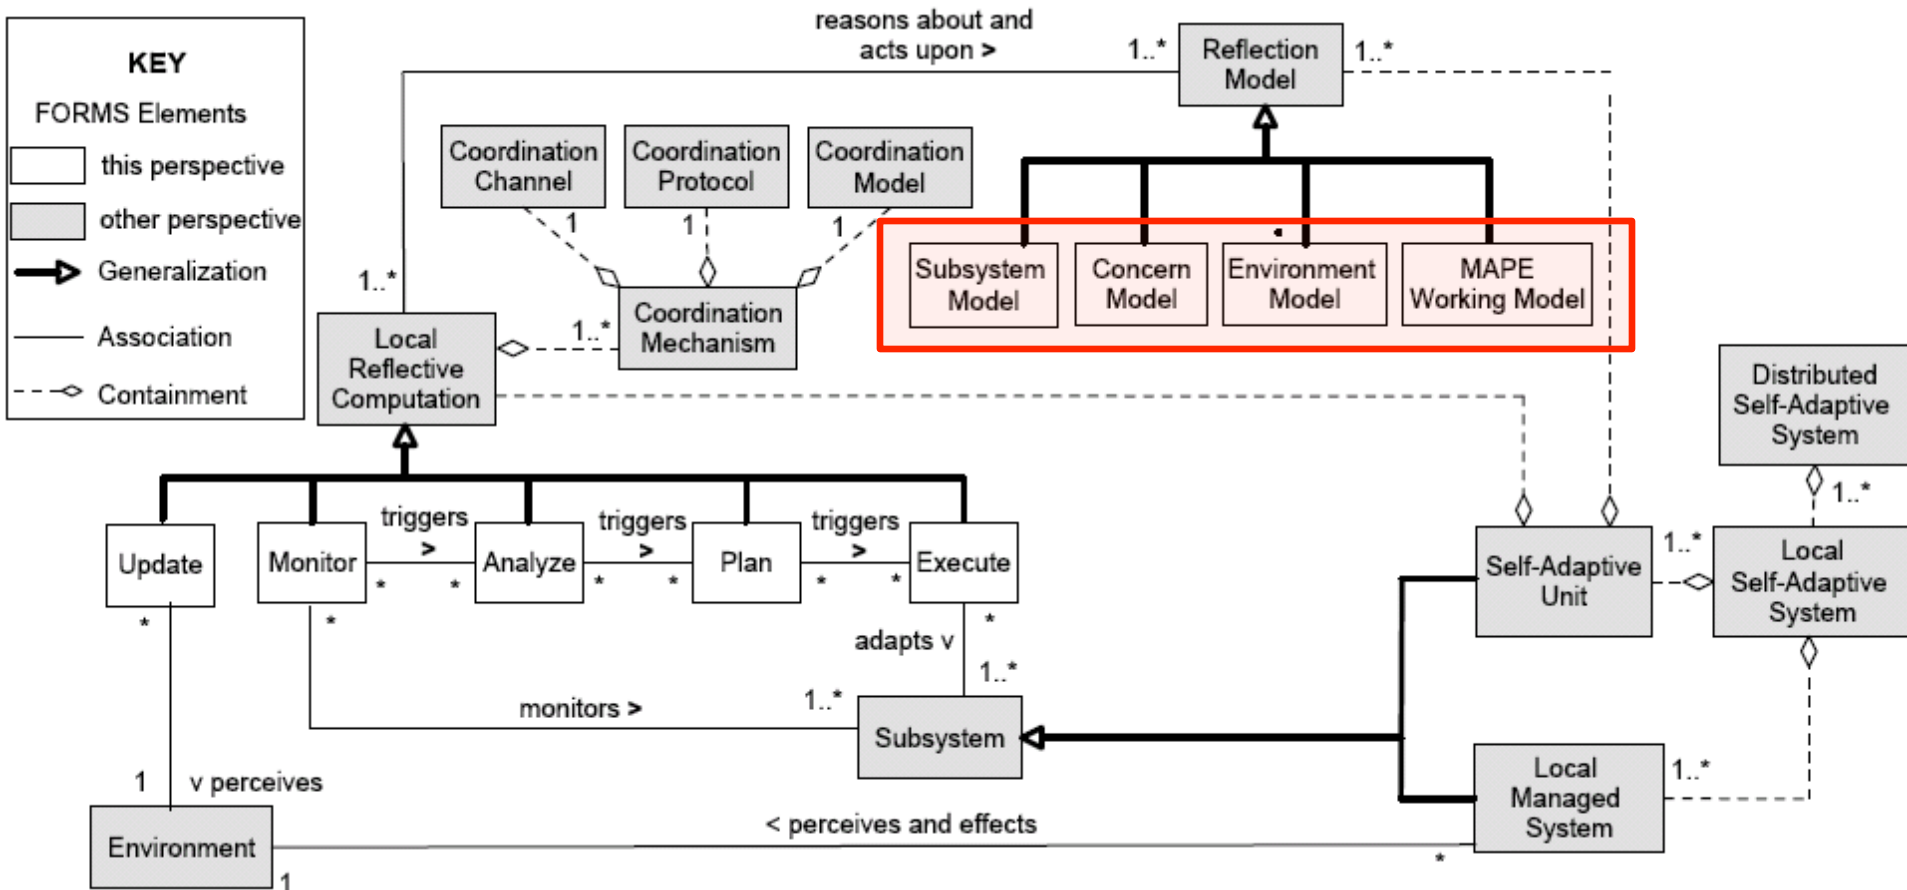 KEY
FORMS Elements
this perspective
other perspective
Generalization
Association
Containment
reasons about and
acts upon >
1..*
Reflection
Model
1..*
Coordination
Channel
Coordination
Protocol
Coordination
Model
1
1
1
Subsystem
Model
Concern
Model
Environment
Model
MAPE
Working Model
1..*
Local
Reflective
Computation
1..*
Coordination
Mechanism
Distributed
Self-Adaptive
System
1..*
Update
Monitor
triggers
>
Analyze
triggers
>
Plan
triggers
>
Execute
*
*
*
*
*
*
*
*
*
adapts v
1..*
Self-Adaptive
Unit
1..*
Local
Self-Adaptive
System
monitors >
1..*
Subsystem
1
v perceives
Environment
1
< perceives and effects
*
Local
Managed
System
1..*